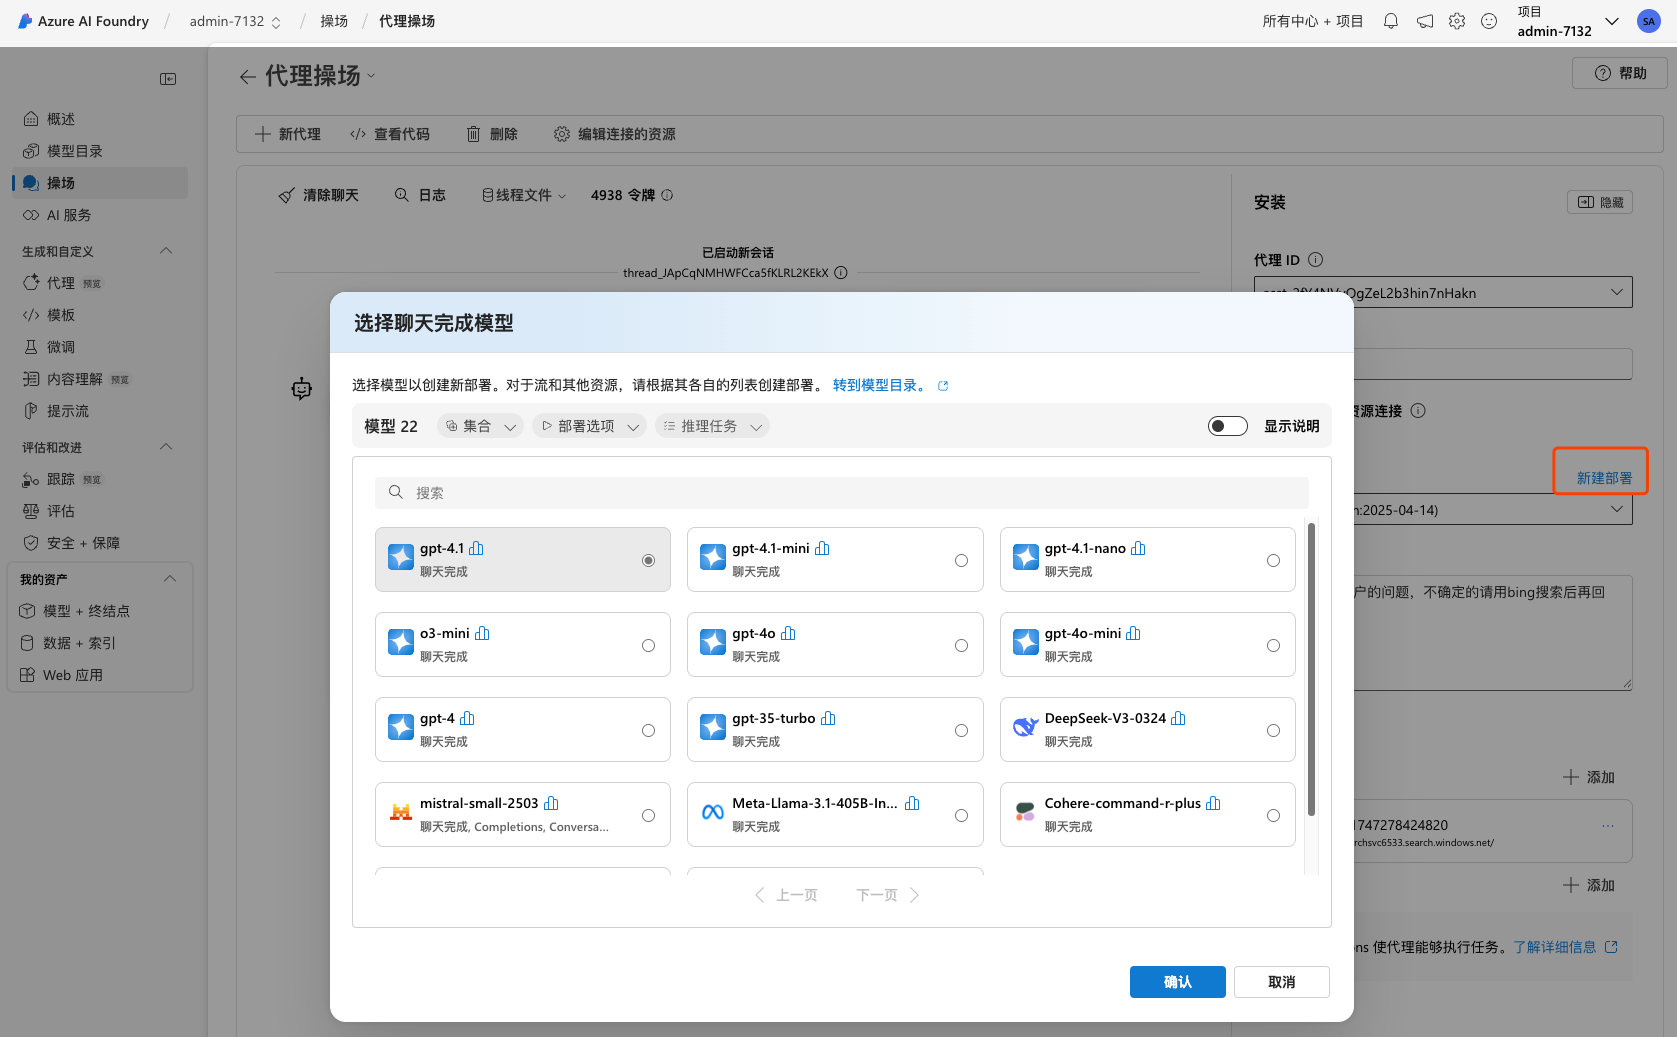 Azure AI Foundry / admin-7132 / 操场 / 代理操场
所有中心 + 项目
项目
admin-7132
SA
代理操场
帮助
概述
模型目录
操场
AI 服务
生成和自定义
代理 预览
模板
微调
内容理解 预览
提示流
评估和改进
跟踪 预览
评估
安全 + 保障
我的资产
模型 + 终结点
数据 + 索引
Web 应用
新代理 查看代码 删除 编辑连接的资源
清除聊天 日志 线程文件 4938 令牌
已启动新会话
thread_JApCqNMHWFCca5fKLRL2KEkX
安装
隐藏
代理 ID
QgZeL2b3hin7nHakn
资源连接
新建部署
n:2025-04-14)
户的问题，不确定的请用bing搜索后再回
添加
1747278424820
rchsvc6533.search.windows.net/
添加
ons 使代理能够执行任务。了解详细信息
选择聊天完成模型
选择模型以创建新部署。对于流和其他资源，请根据其各自的列表创建部署。 转到模型目录。
模型 22 集合 部署选项 推理任务 显示说明
搜索
gpt-4.1
聊天完成
gpt-4.1-mini
聊天完成
gpt-4.1-nano
聊天完成
o3-mini
聊天完成
gpt-4o
聊天完成
gpt-4o-mini
聊天完成
gpt-4
聊天完成
gpt-35-turbo
聊天完成
DeepSeek-V3-0324
聊天完成
mistral-small-2503
聊天完成, Completions, Conversa...
Meta-Llama-3.1-405B-In...
聊天完成
Cohere-command-r-plus
聊天完成
上一页 下一页
确认 取消